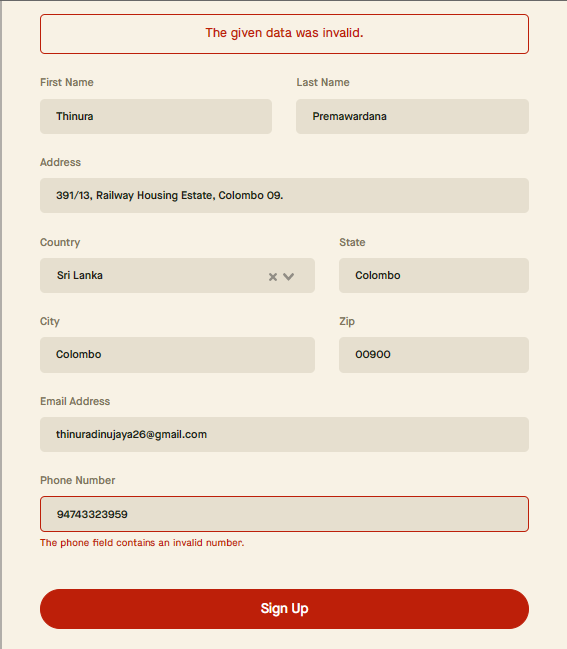 The given data was invalid.
First Name
Last Name
Thinura
Premawardana
Address
391/13, Railway Housing Estate, Colombo 09.
Country
State
Sri Lanka
Colombo
City
Zip
Colombo
00900
Email Address
thinuradinujaya26@gmail.com
Phone Number
94743323959
The phone field contains an invalid number.
Sign Up